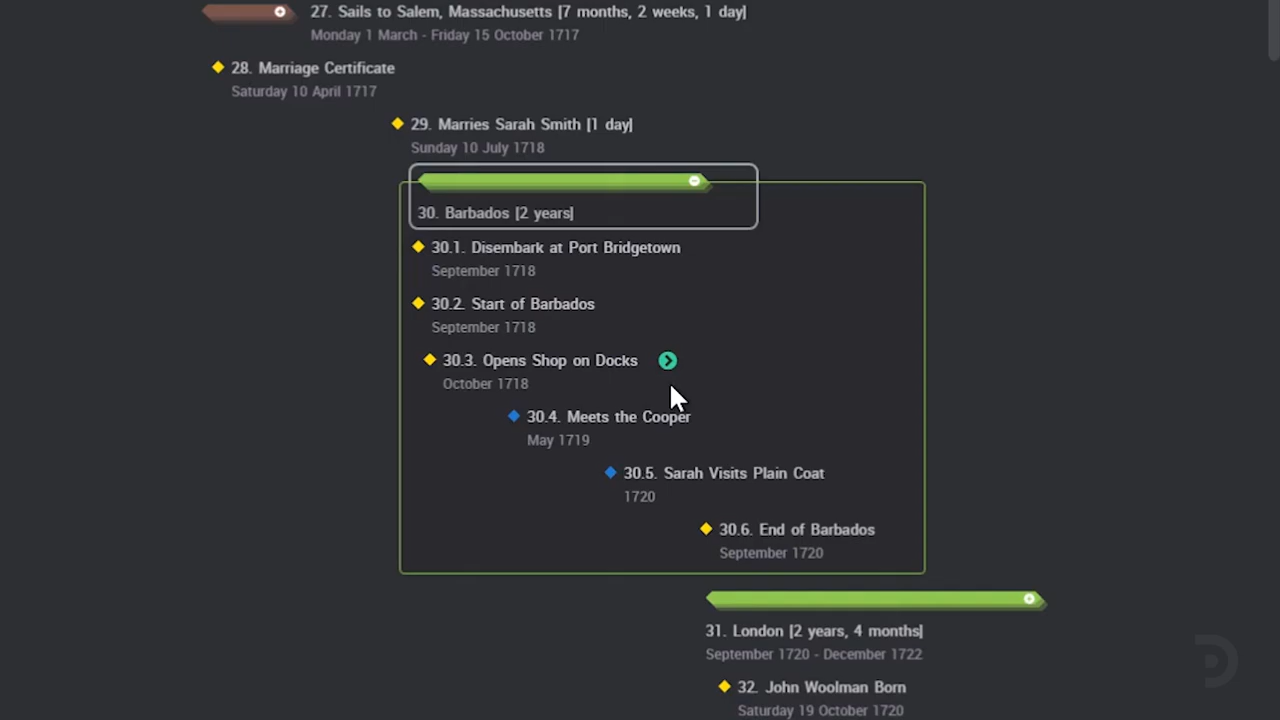 27. Sails to Salem, Massachusetts [7 months, 2 weeks, 1 day]
Monday 1 March - Friday 15 October 1717
28. Marriage Certificate
Saturday 10 April 1717
29. Marries Sarah Smith [1 day]
Sunday 10 July 1718
30. Barbados [2 years]
30.1. Disembark at Port Bridgetown
September 1718
30.2. Start of Barbados
September 1718
30.3. Opens Shop on Docks
October 1718
30.4. Meets the Cooper
May 1719
30.5. Sarah Visits Plain Coat
1720
30.6. End of Barbados
September 1720
31. London [2 years, 4 months]
September 1720 - December 1722
32. John Woolman Born
Saturday 19 October 1720